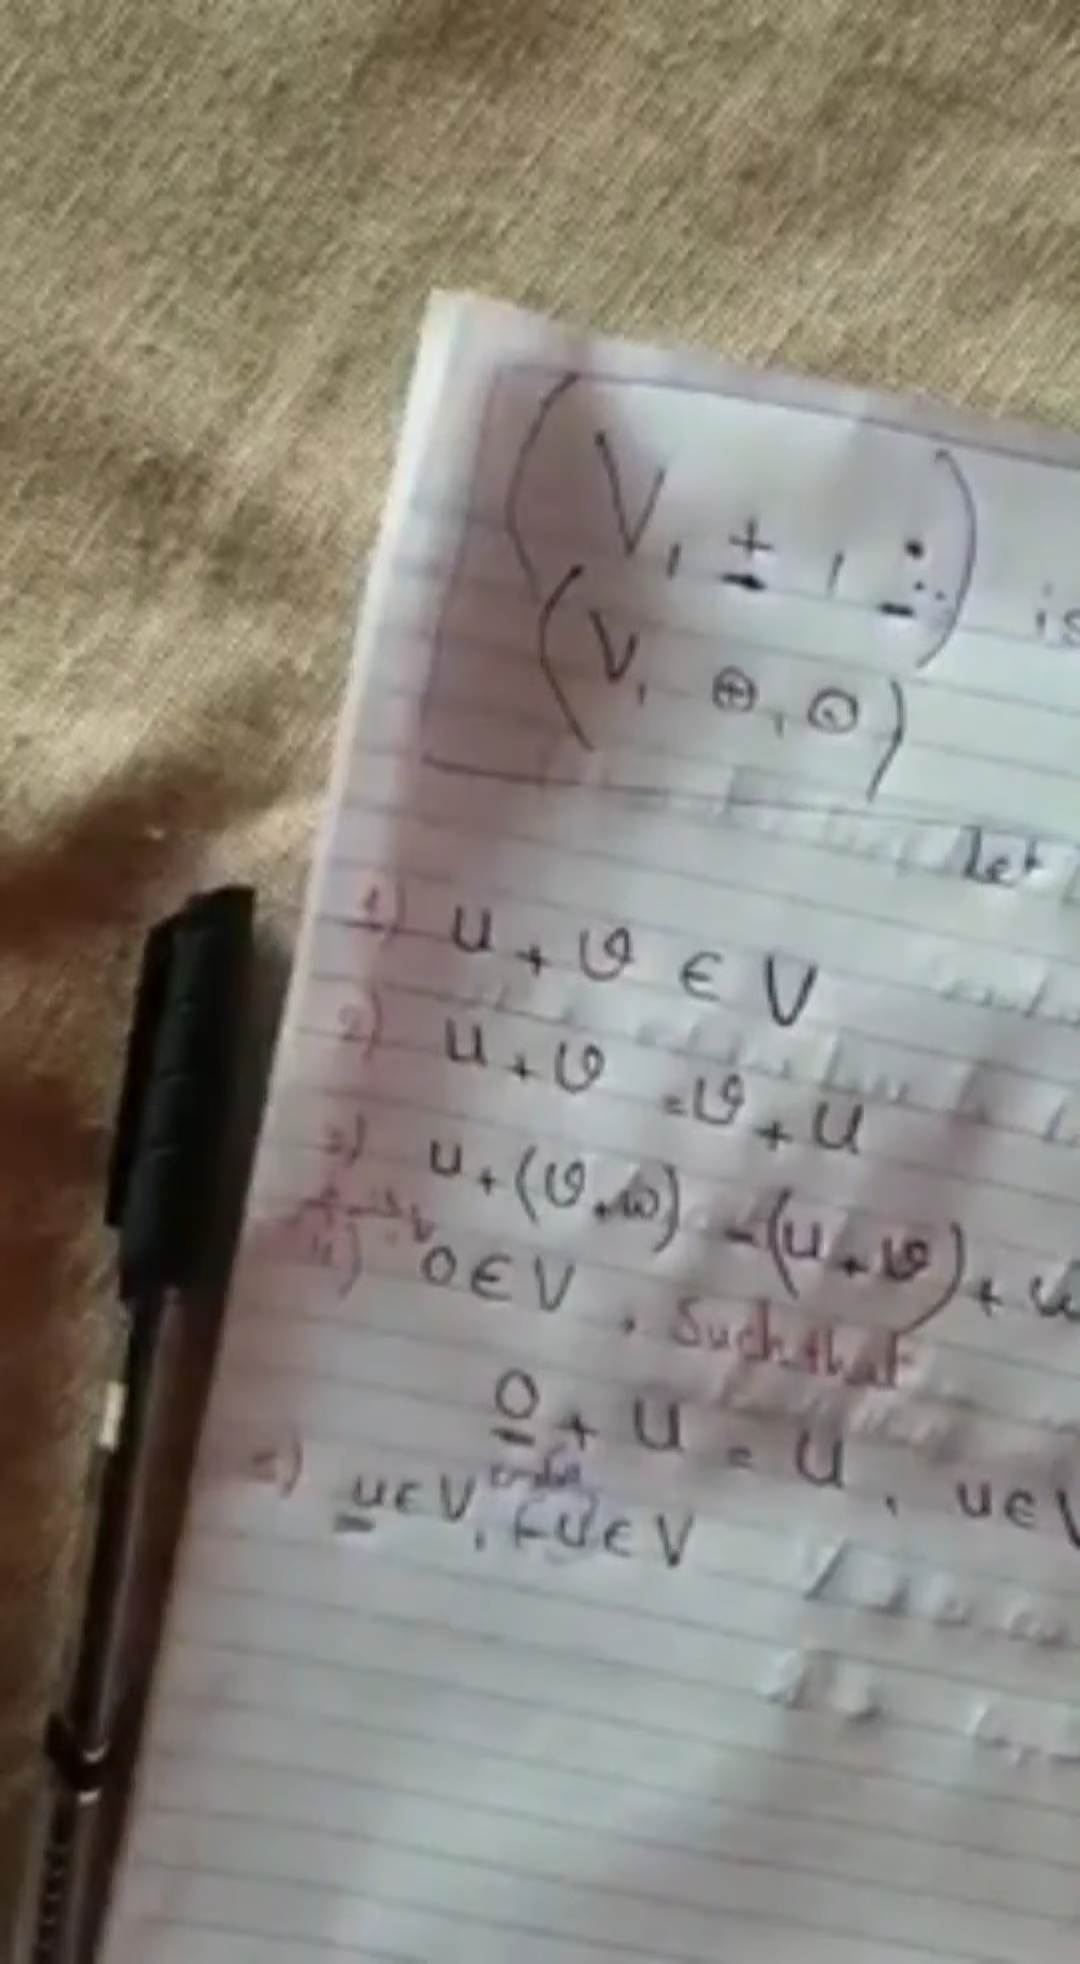 (V, +, ·) is
(V, ⊕, ⊙)
Let
1) u + v ∈ V
2) u + v = v + u
3) u + (v + w) = (u + v) + w
4) 0 ∈ V, Such that
0 + u = u, u ∈ V
5) u ∈ V, -u ∈ V